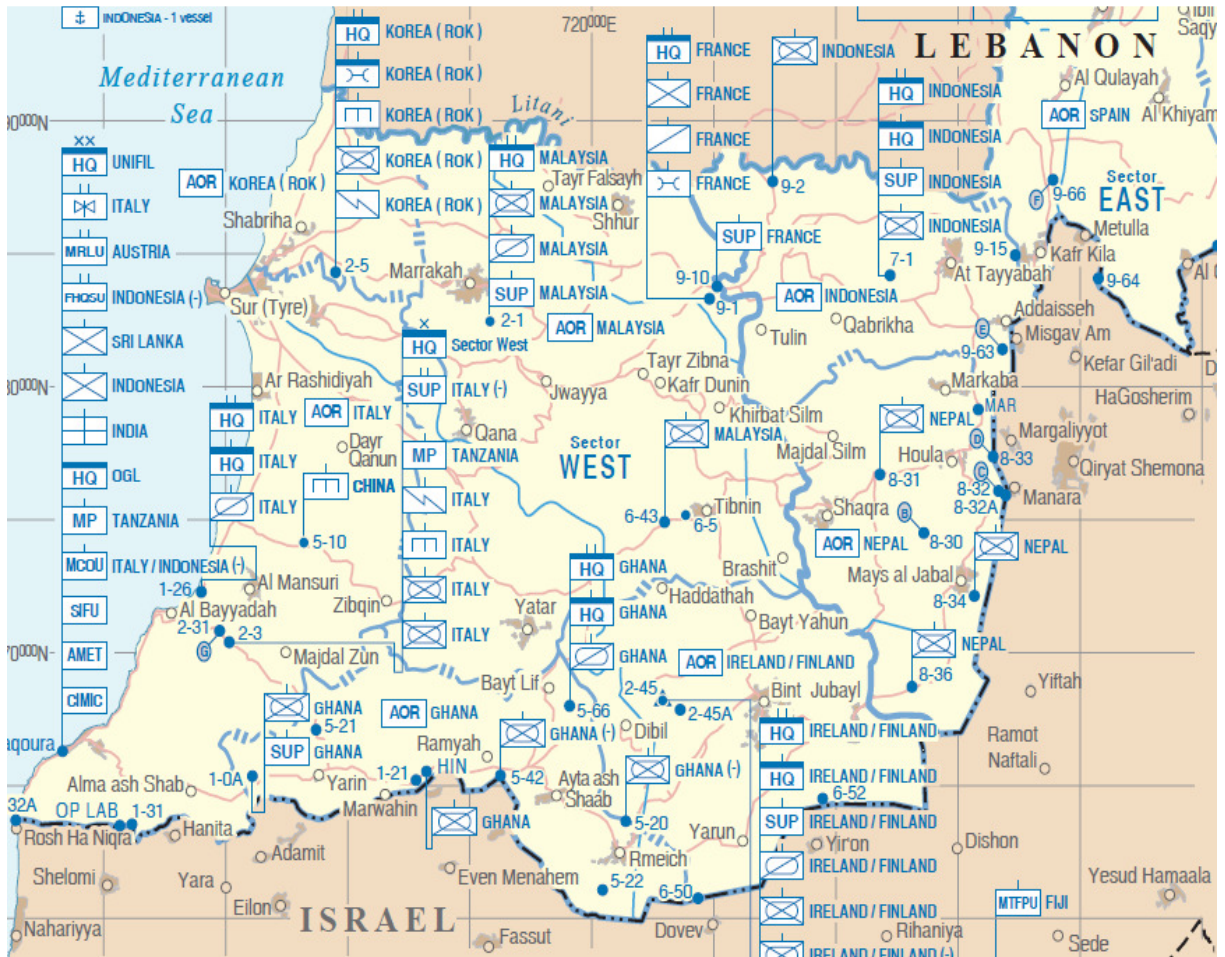 INDONESIA - 1 vessel
Mediterranean
Sea
HQ KOREA ( ROK )
KOREA ( ROK )
KOREA ( ROK )
KOREA ( ROK )
KOREA ( ROK )
720000E
Litani
HQ FRANCE
FRANCE
FRANCE
FRANCE
INDONESIA
9-2
LEBANON
Al Qulayah
Al Khiyam
AOR SPAIN
HQ INDONESIA
HQ INDONESIA
SUP INDONESIA
INDONESIA
7-1
Sector
EAST
F
9-66
Metulla
9-15
Kafr Kila
At Tayyabah
9-64
Addaisseh
E
Misgav Am
9-63
Kefar Gil'adi
Markaba
HaGosherim
MAR
Margaliyyot
D
8-33
Qiryat Shemona
C
8-32
8-32A
Manara
XX
HQ UNIFIL
ITALY
MRLU AUSTRIA
FHQSU INDONESIA (-)
SRI LANKA
INDONESIA
INDIA
HQ OGL
MP TANZANIA
MCOU ITALY / INDONESIA (-)
SIFU
AMET
CIMIC
AOR KOREA ( ROK )
Shabriha
2-5
Sur (Tyre)
Marrakah
HQ MALAYSIA
MALAYSIA
MALAYSIA
SUP MALAYSIA
2-1
Tayr Falsayh
Shhur
SUP FRANCE
9-10
9-1
AOR INDONESIA
AOR MALAYSIA
Tulin
Qabrikha
Ar Rashidiyah
X
HQ Sector West
SUP ITALY (-)
MP TANZANIA
ITALY
ITALY
ITALY
ITALY
Tayr Zibna
Kafr Dunin
Jwayya
Khirbat Silm
HQ ITALY
HQ ITALY
ITALY
AOR ITALY
Dayr
Qanun
Qana
CHINA
5-10
Sector
WEST
MALAYSIA
6-43
6-5
Tibnin
Majdal Silm
NEPAL
8-31
Houla
Shaqra
B
8-30
AOR NEPAL
NEPAL
Mays al Jabal
8-34
NEPAL
8-36
Brashit
1-26
Al Mansuri
Al Bayyadah
2-31
2-3
G
Zibqin
Majdal Zun
Yatar
HQ GHANA
HQ GHANA
GHANA
5-66
Haddathah
Bayt Yahun
AOR IRELAND / FINLAND
2-45
2-45A
Bint Jubayl
Bayt Lif
Dibil
GHANA
SUP GHANA
5-21
1-0A
AOR GHANA
Ramyah
HIN
1-21
GHANA (-)
5-42
GHANA
Yarin
Marwahin
Ayta ash
Shaab
GHANA (-)
5-20
Yarun
Rmeich
5-22
6-50
HQ IRELAND / FINLAND
HQ IRELAND / FINLAND
SUP IRELAND / FINLAND
IRELAND / FINLAND
IRELAND / FINLAND
IRELAND / FINLAND (-)
6-52
Yiron
Yiftah
Ramot
Naftali
Dishon
Yesud Hamaala
MTFPU FIJI
Rihaniya
Sede
Dovev
Alma ash Shab
OP LAB
1-31
32A
Rosh Ha Niqra
Hanita
Adamit
Shelomi
Yara
Eilon
Even Menahem
ISRAEL
Fassut
Nahariyya